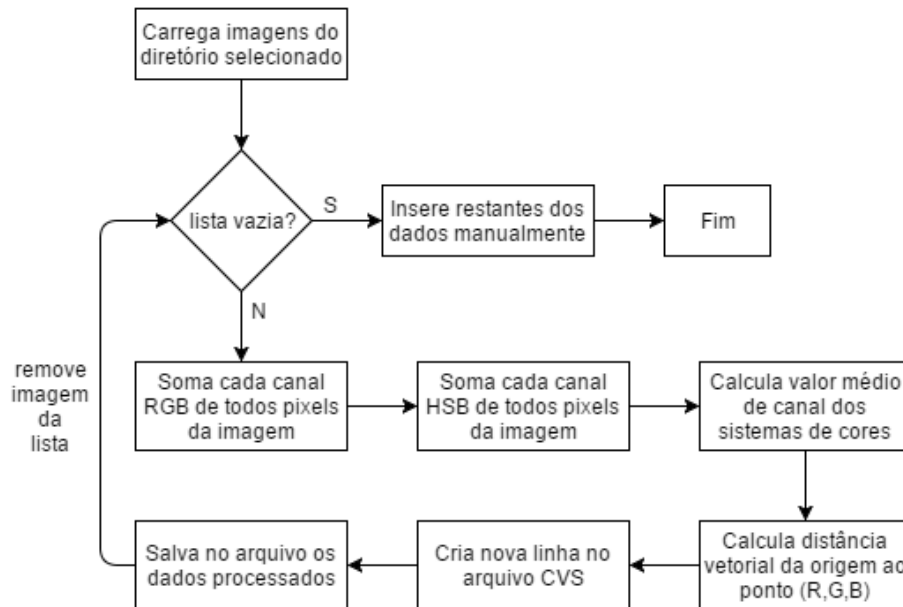 Carrega imagens do
diretório selecionado
lista vazia?
S
Insere restantes dos
dados manualmente
Fim
N
Soma cada canal
RGB de todos pixels
da imagem
Soma cada canal
HSB de todos pixels
da imagem
Calcula valor médio
de canal dos
sistemas de cores
remove
imagem
da
lista
Calcula distância
vetorial da origem ao
ponto (R,G,B)
Cria nova linha no
arquivo CVS
Salva no arquivo os
dados processados